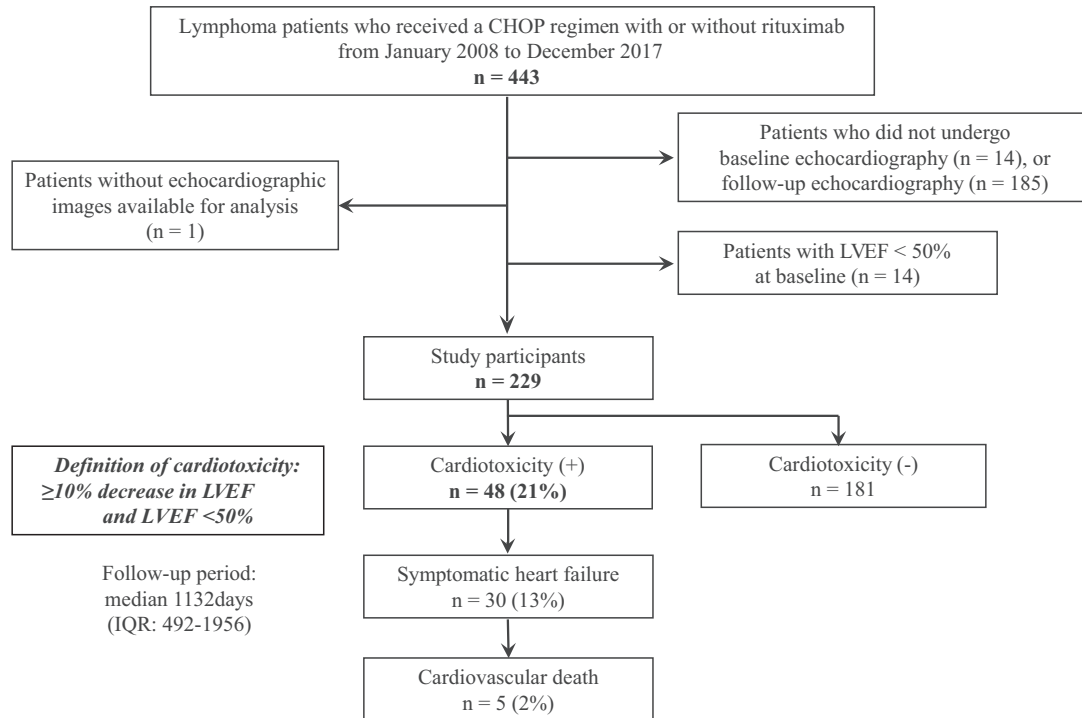 Lymphoma patients who received a CHOP regimen with or without rituximab
from January 2008 to December 2017
n = 443
Patients who did not undergo
baseline echocardiography (n = 14), or
follow-up echocardiography (n = 185)
Patients without echocardiographic
images available for analysis
(n = 1)
Patients with LVEF < 50%
at baseline (n = 14)
Study participants
n = 229
Definition of cardiotoxicity:
≥10% decrease in LVEF
and LVEF <50%
Cardiotoxicity (+)
n = 48 (21%)
Cardiotoxicity (-)
n = 181
Follow-up period:
median 1132days
(IQR: 492-1956)
Symptomatic heart failure
n = 30 (13%)
Cardiovascular death
n = 5 (2%)